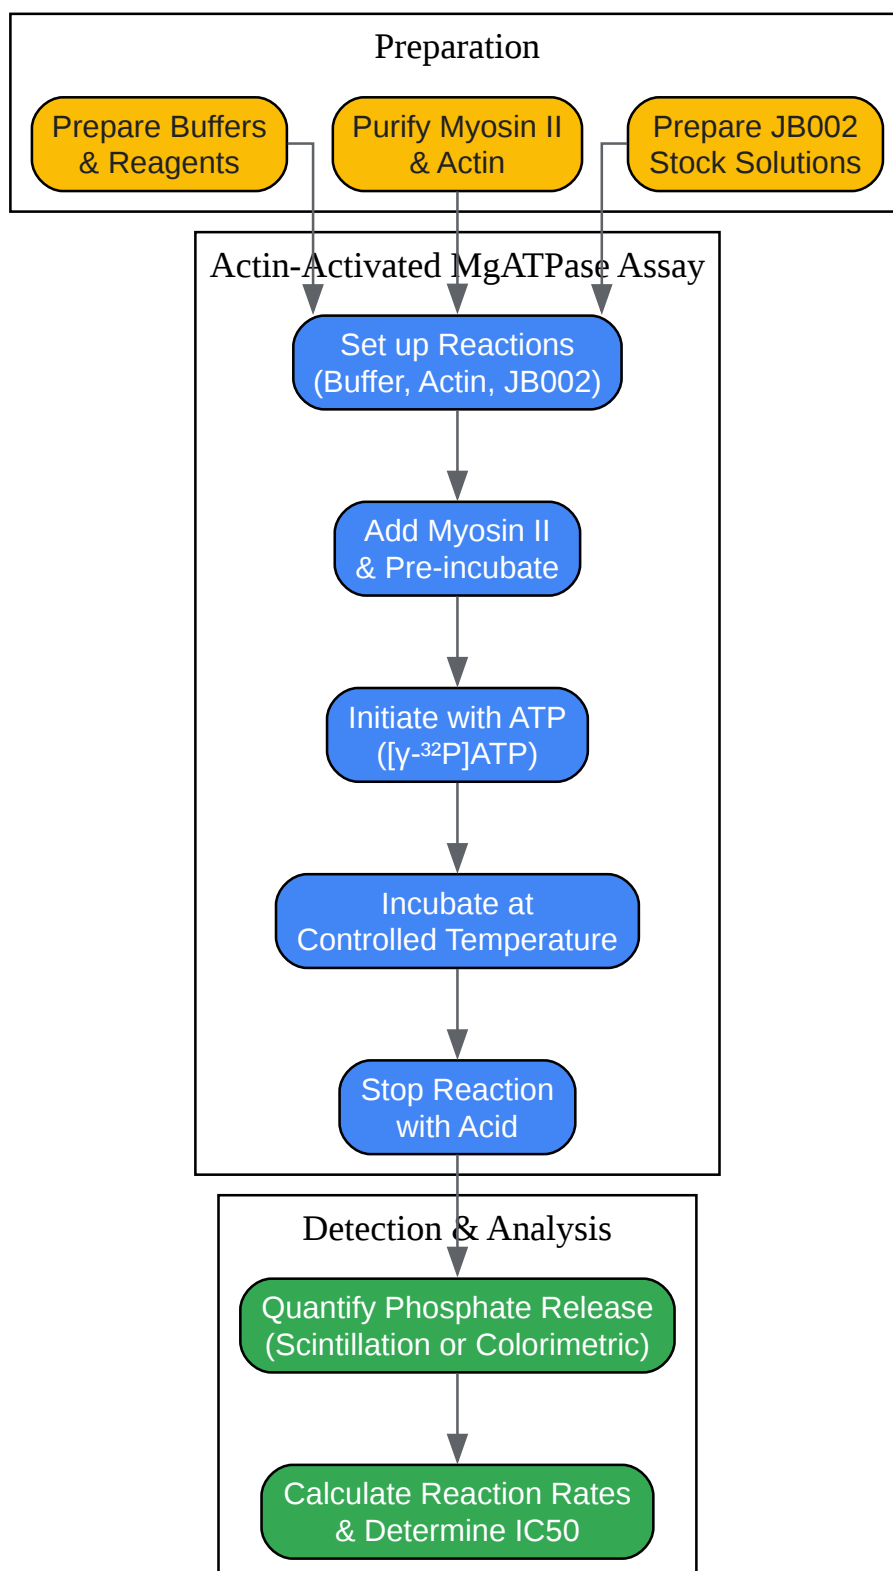 Preparation
Prepare Buffers
& Reagents
Purify Myosin II
& Actin
Prepare JB002
Stock Solutions
Actin-Activated MgATPase Assay
Set up Reactions
(Buffer, Actin, JB002)
Add Myosin II
& Pre-incubate
Initiate with ATP
([γ-³²P]ATP)
Incubate at
Controlled Temperature
Stop Reaction
with Acid
Detection & Analysis
Quantify Phosphate Release
(Scintillation or Colorimetric)
Calculate Reaction Rates
& Determine IC50